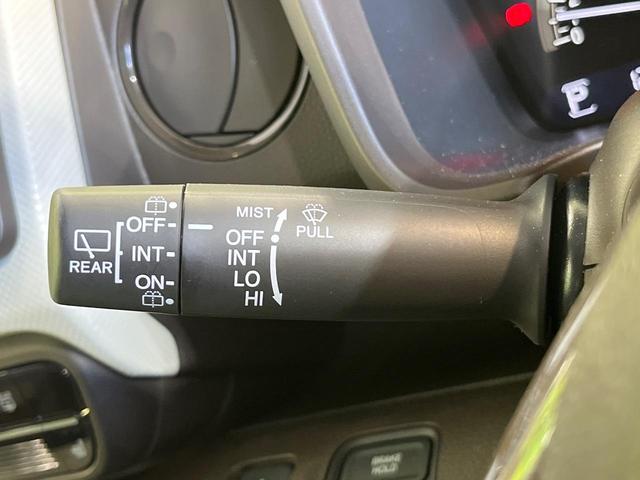 REAR
OFF
INT
ON
MIST
OFF
INT
LO
HI
PULL
P
BRAKE
HOLD